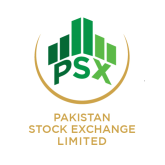 PSX
PAKISTAN
STOCK EXCHANGE
LIMITED